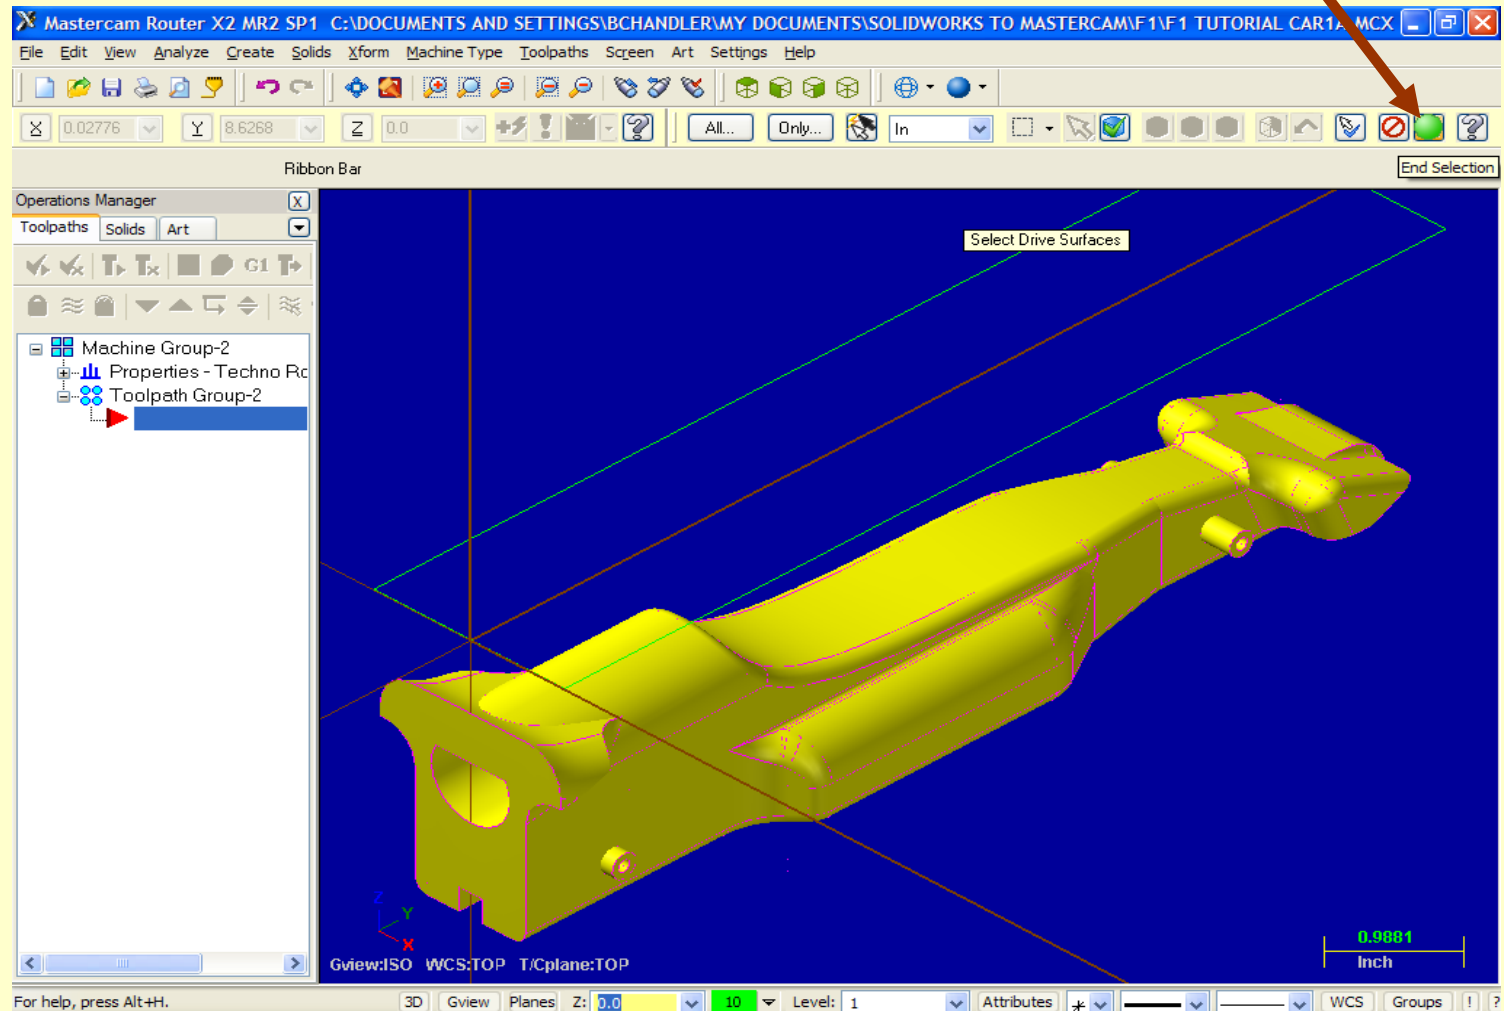 Mastercam Router X2 MR2 SP1 C:\DOCUMENTS AND SETTINGS\BCHANDLER\MY DOCUMENTS\SOLIDWORKS TO MASTERCAM\F1\F1 TUTORIAL CAR1A.MCX
File Edit View Analyze Create Solids Xform Machine Type Toolpaths Screen Art Settings Help
X 0.02776 Y 8.6268 Z 0.0 All... Only... In
Ribbon Bar
End Selection
Operations Manager
Toolpaths Solids Art
Select Drive Surfaces
G1
Machine Group-2
Properties - Techno Ro
Toolpath Group-2
Z
Y
X
0.9881
Inch
Gview:ISO WCS:TOP T/Cplane:TOP
For help, press Alt+H. 3D Gview Planes Z: 0.0 10 Level: 1 Attributes WCS Groups ! ?